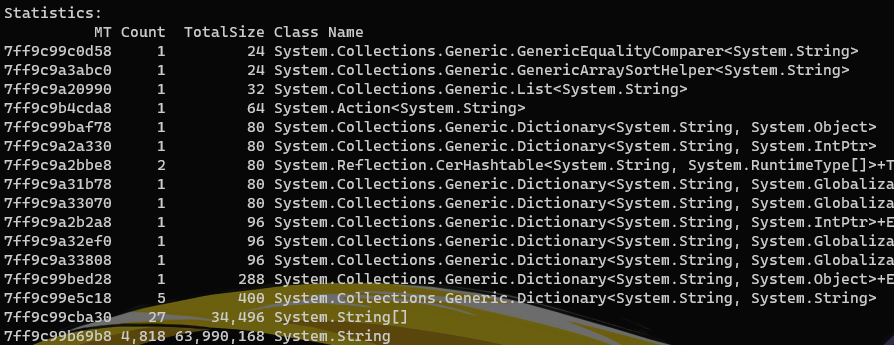 Statistics:
MT Count TotalSize Class Name
7ff9c99c0d58 1 24 System.Collections.Generic.GenericEqualityComparer<System.String>
7ff9c9a3abc0 1 24 System.Collections.Generic.GenericArraySortHelper<System.String>
7ff9c9a20990 1 32 System.Collections.Generic.List<System.String>
7ff9c9b4cda8 1 64 System.Action<System.String>
7ff9c99baf78 1 80 System.Collections.Generic.Dictionary<System.String, System.Object>
7ff9c9a2a330 1 80 System.Collections.Generic.Dictionary<System.String, System.IntPtr>
7ff9c9a2bbe8 2 80 System.Reflection.CerHashtable<System.String, System.RuntimeType[]>+T
7ff9c9a31b78 1 80 System.Collections.Generic.Dictionary<System.String, System.Globaliza
7ff9c9a33070 1 80 System.Collections.Generic.Dictionary<System.String, System.Globaliza
7ff9c9a2b2a8 1 96 System.Collections.Generic.Dictionary<System.String, System.IntPtr>+E
7ff9c9a32ef0 1 96 System.Collections.Generic.Dictionary<System.String, System.Globaliza
7ff9c9a33808 1 96 System.Collections.Generic.Dictionary<System.String, System.Globaliza
7ff9c99bed28 1 288 System.Collections.Generic.Dictionary<System.String, System.Object>+E
7ff9c99e5c18 5 400 System.Collections.Generic.Dictionary<System.String, System.String>
7ff9c99cba30 27 34,496 System.String[]
7ff9c99b69b8 4,818 63,990,168 System.String